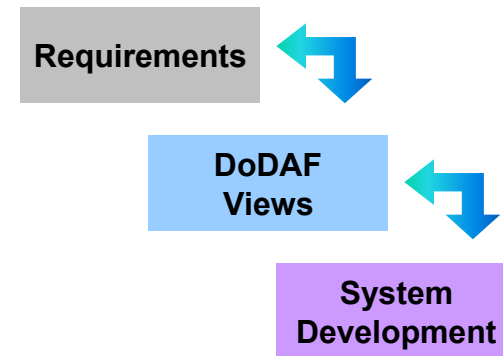 Requirements
DoDAF
Views
System
Development